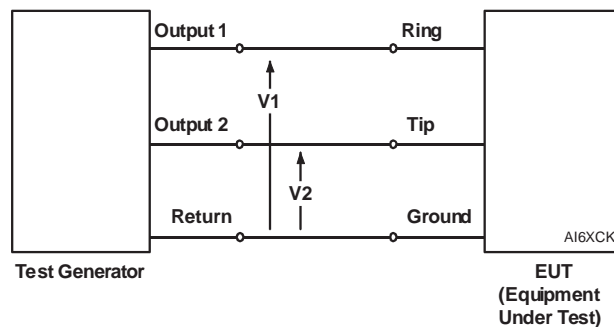 Output 1
Ring
V1
Output 2
Tip
V2
Return
Ground
AI6XCK
Test Generator
EUT
(Equipment
Under Test)